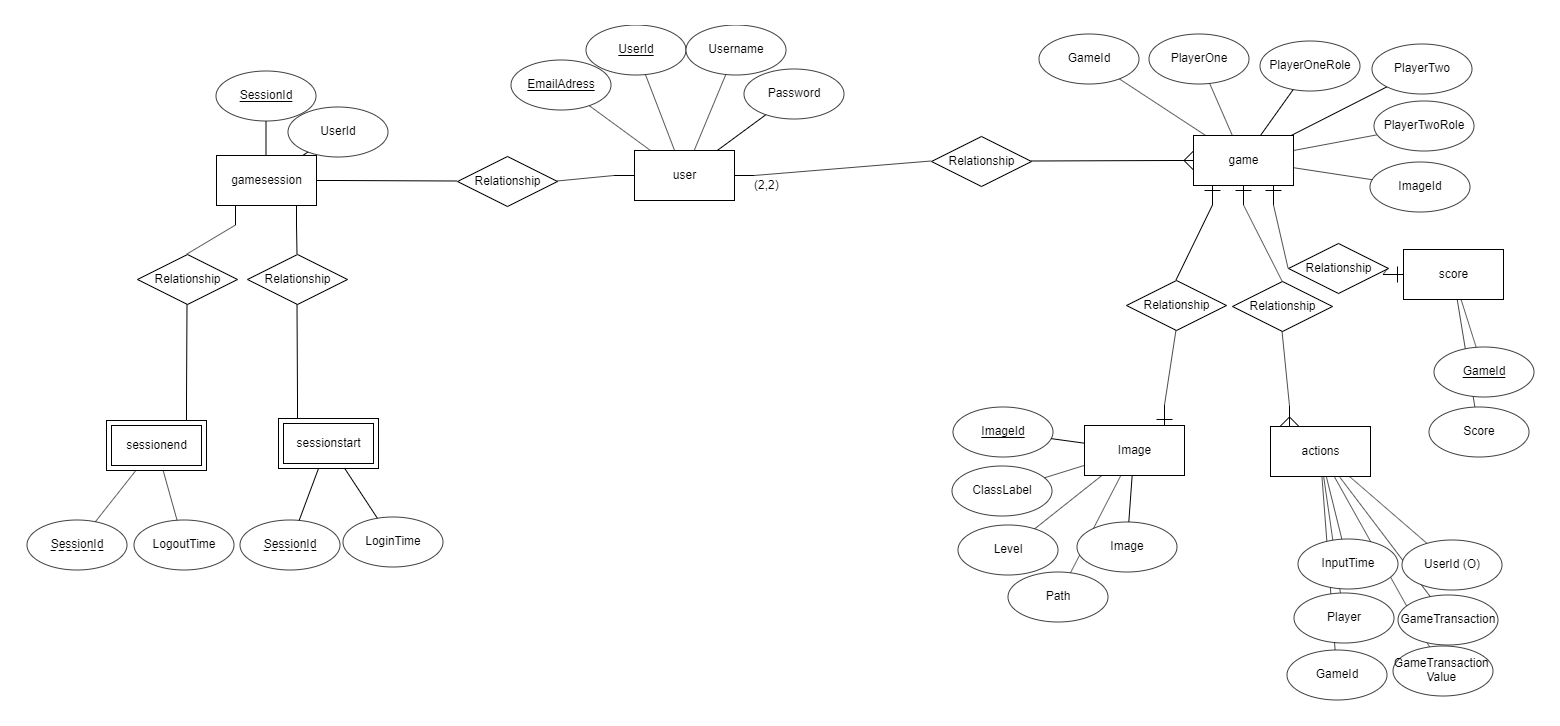 UserId
Username
EmailAdress
Password
GameId
PlayerOne
PlayerOneRole
PlayerTwo
SessionId
UserId
PlayerTwoRole
gamesession
Relationship
user
(2,2)
Relationship
game
ImageId
Relationship
Relationship
Relationship
score
Relationship
Relationship
GameId
Score
sessionend
sessionstart
ImageId
Image
actions
ClassLabel
SessionId
LogoutTime
SessionId
LoginTime
Level
Image
Path
InputTime
UserId (O)
Player
GameTransaction
GameId
GameTransaction
Value